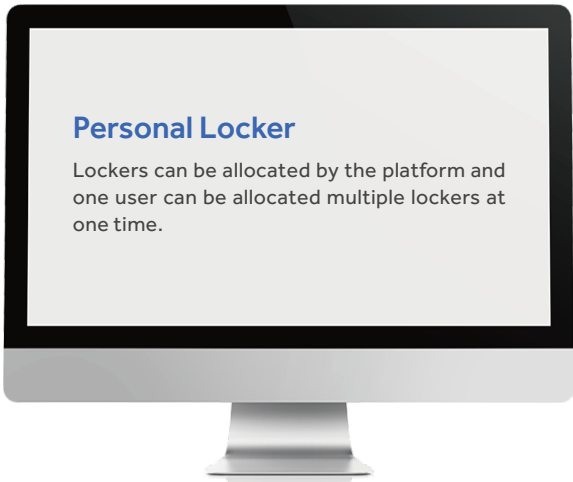 Personal Locker
Lockers can be allocated by the platform and
one user can be allocated multiple lockers at
one time.